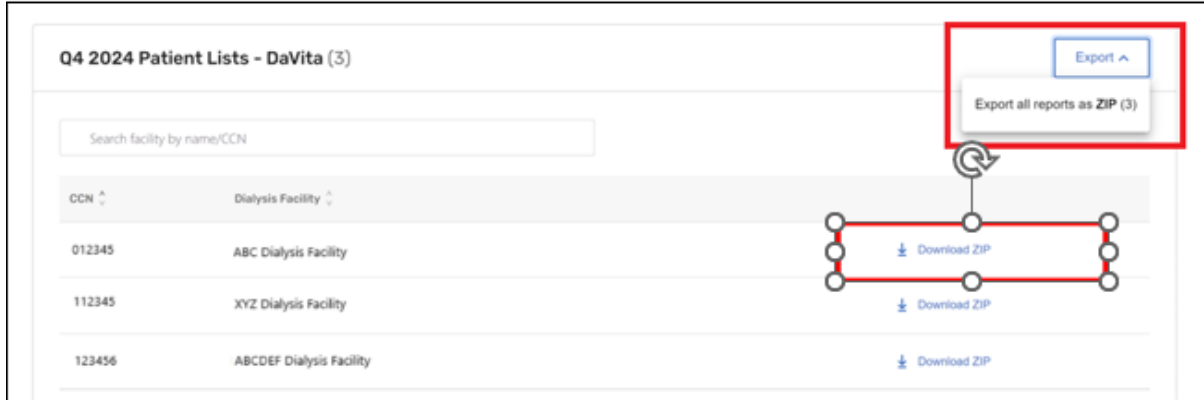 Q4 2024 Patient Lists - DaVita (3)
Export
Export all reports as ZIP (3)
Search facility by name/CCN
CCN Dialysis Facility
012345 ABC Dialysis Facility Download ZIP
112345 XYZ Dialysis Facility Download ZIP
123456 ABCDEF Dialysis Facility Download ZIP